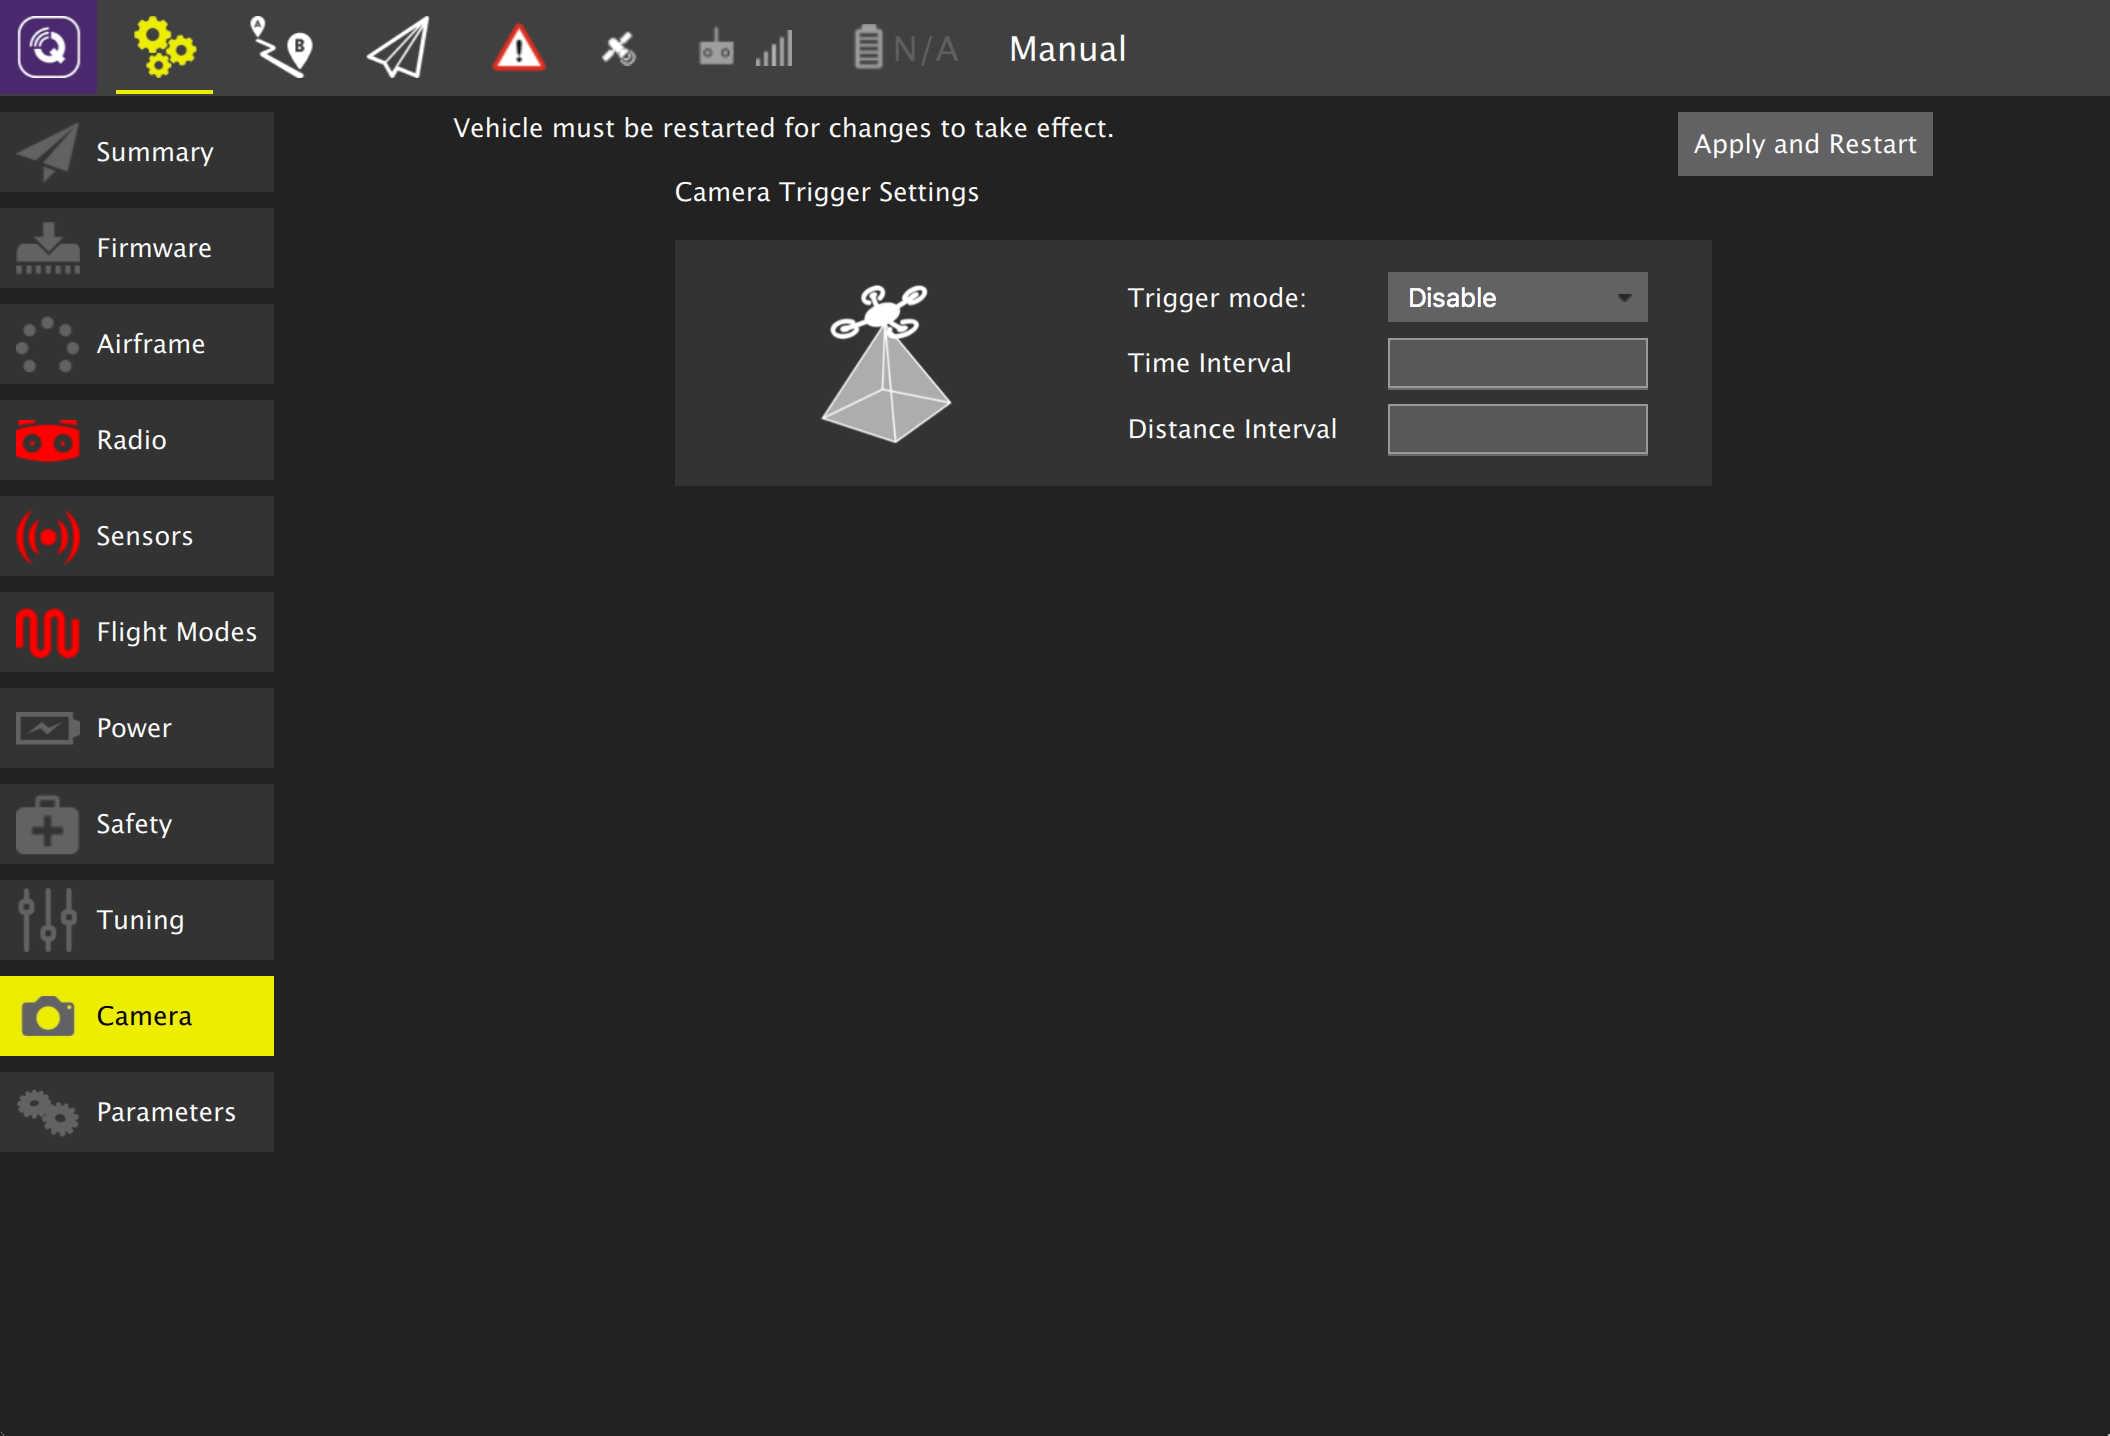 Q
A
B
N/A
Manual
Summary
Firmware
Airframe
Radio
Sensors
Flight Modes
Power
Safety
Tuning
Camera
Parameters
Vehicle must be restarted for changes to take effect.
Apply and Restart
Camera Trigger Settings
Trigger mode:
Disable
Time Interval
Distance Interval